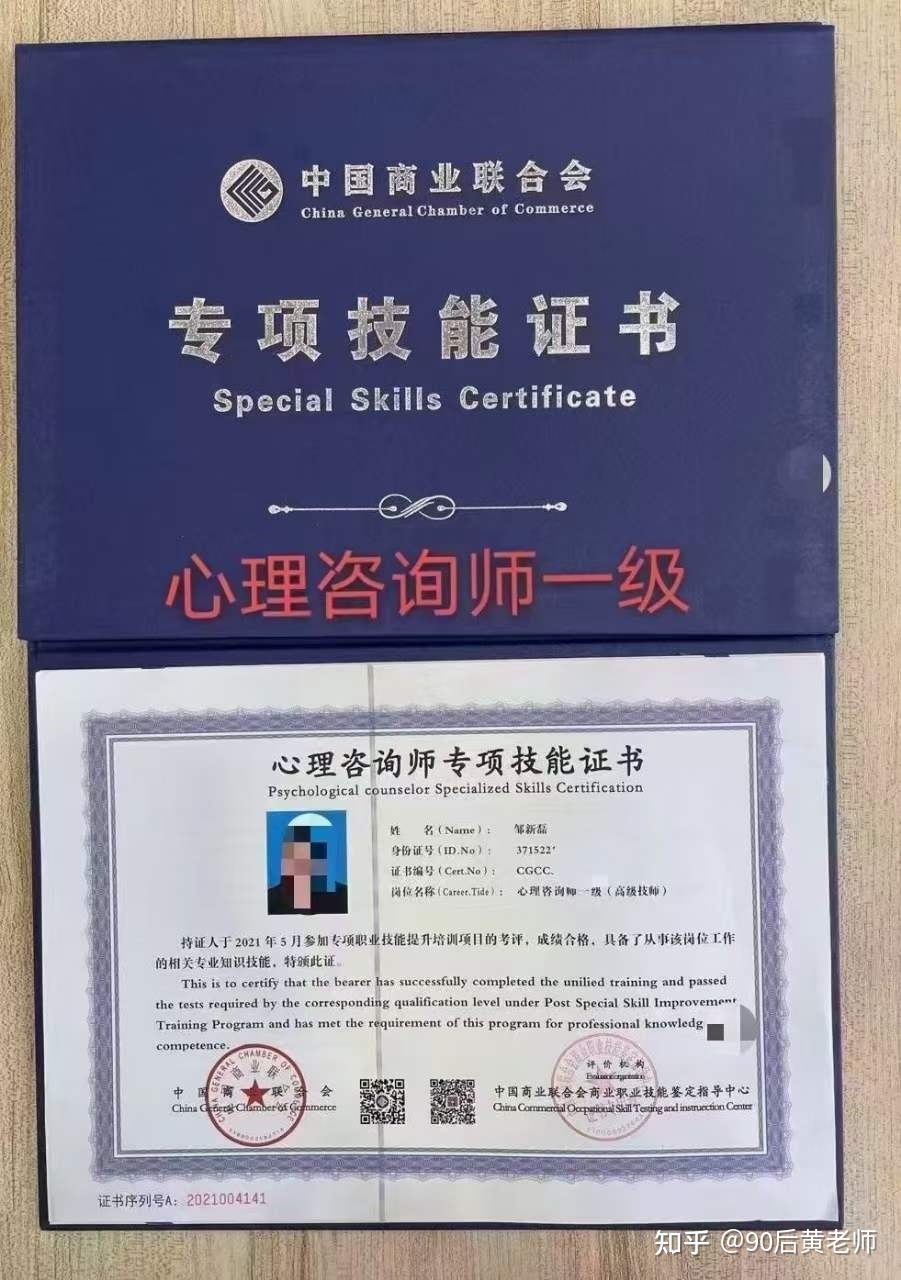 中国商业联合会
China General Chamber of Commerce
专项技能证书
Special Skills Certificate
心理咨询师一级
心理咨询师专项技能证书
Psychological counselor Specialized Skills Certification
姓 名(Name): 邹新磊
身份证号(ID.No): 371522'
证书编号(Cert.No): CGCC.
岗位名称(Career.Tide): 心理咨询师一级(高级技师)
持证人于2021年5月参加专项职业技能提升培训项目的考评,成绩合格,具备了从事该岗位工作
的相关专业知识技能,特颁此证。
This is to certify that the bearer has successfully completed the unilied training and passed
the tests required by the corresponding qualification level under Post Special Skill Improvement
Training Program and has met the requirement of this program for professional knowledg
competence.
CHINA GENERAL CHAMBER OF COMMERCE
中国商业联合会
China General Chamber of Commerce
评价机构
Evaluation organization
中国商业联合会商业职业技能鉴定指导中心
China Commercial Occpational Skill Testing and instruection Center
证书序列号A: 2021004141
知乎 @90后黄老师